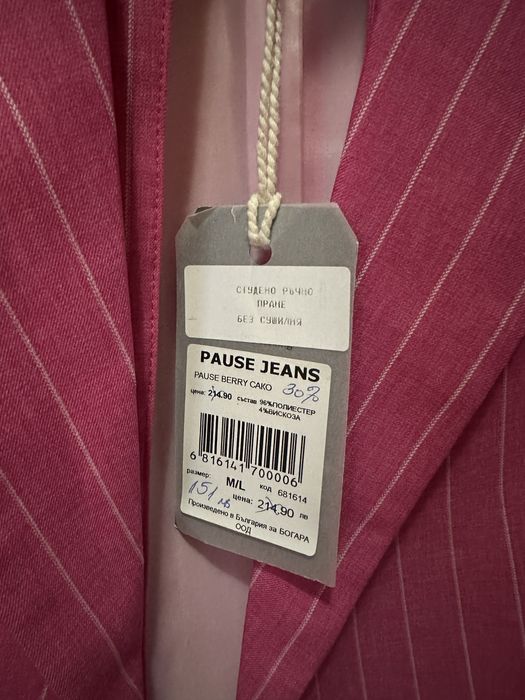 СТУДЕНО РЪЧНО
ПРАНЕ
БЕЗ СУШИЛНЯ
PAUSE JEANS
PAUSE BERRY САКО 30%
цена: 214.90 състав 96%ПОЛИЕСТЕР
4%ВИСКОЗА
6 816141 700006
размер: M/L код 681614
151 лв цена: 214.90 лв
Произведено в България за БОГАРА
ООД